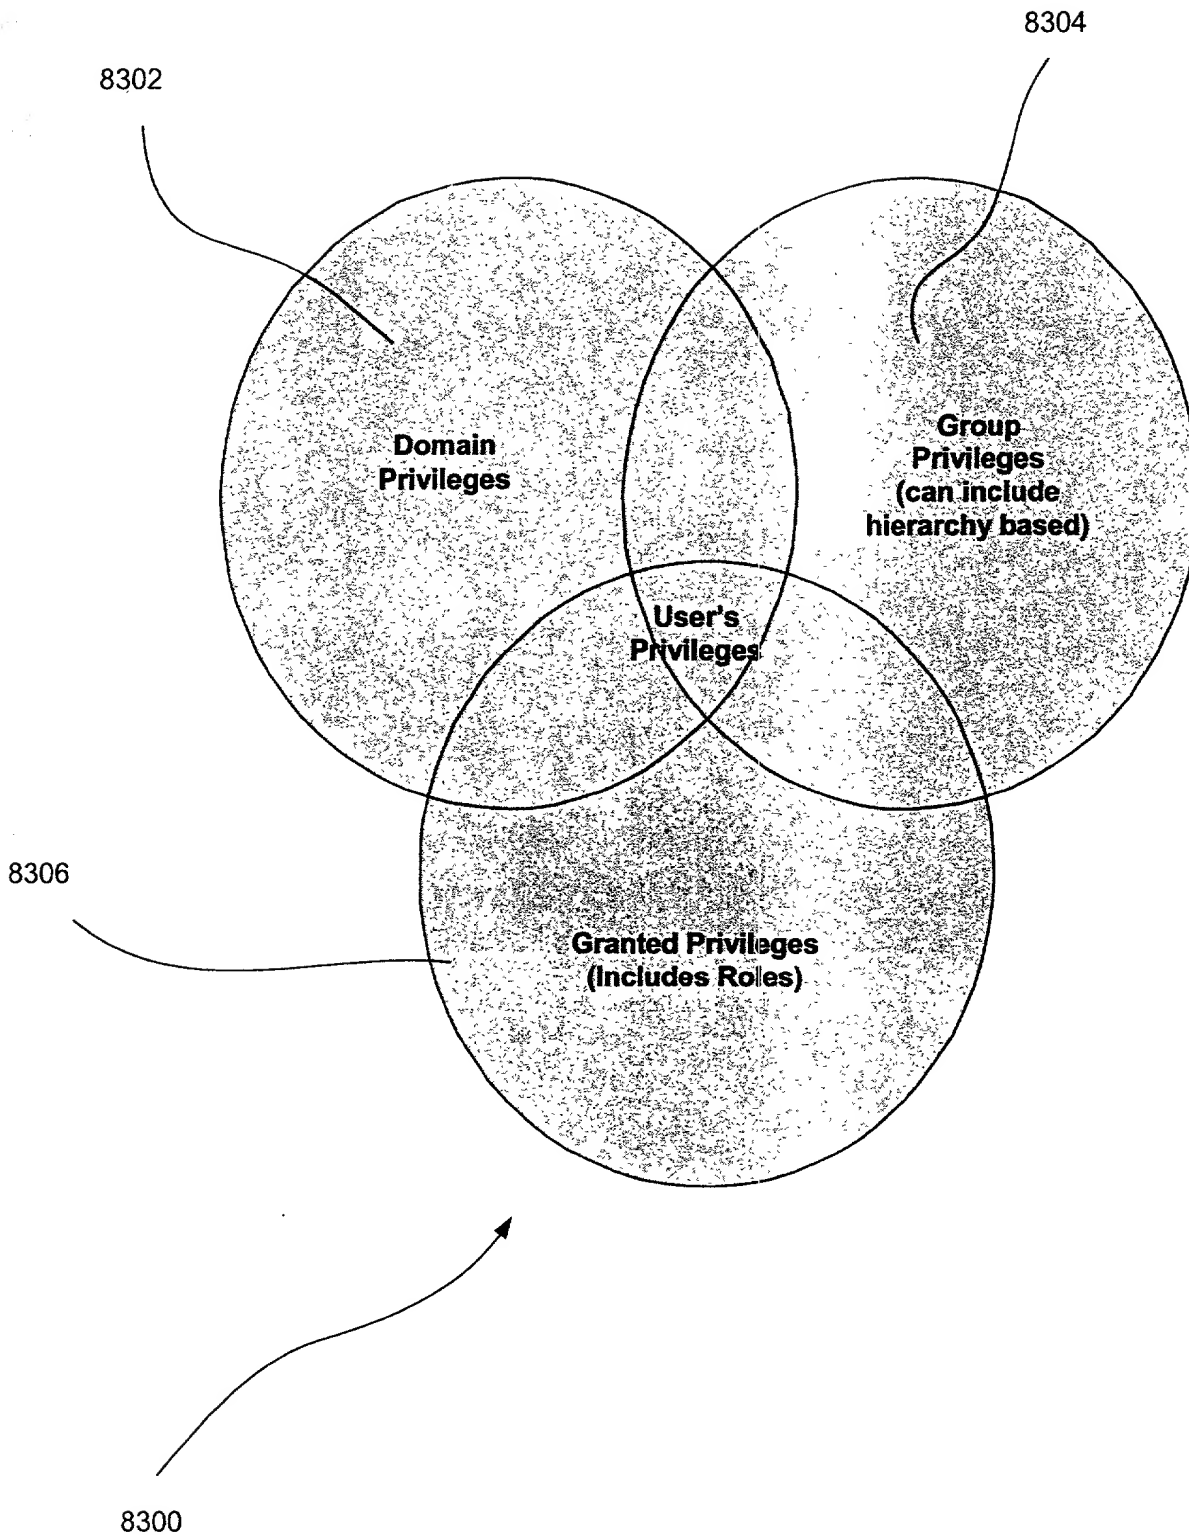 8304
8302
Domain
Privileges
Group
Privileges
(can include
hierarchy based)
User's
Privileges
8306
Granted Privileges
(Includes Roles)
8300